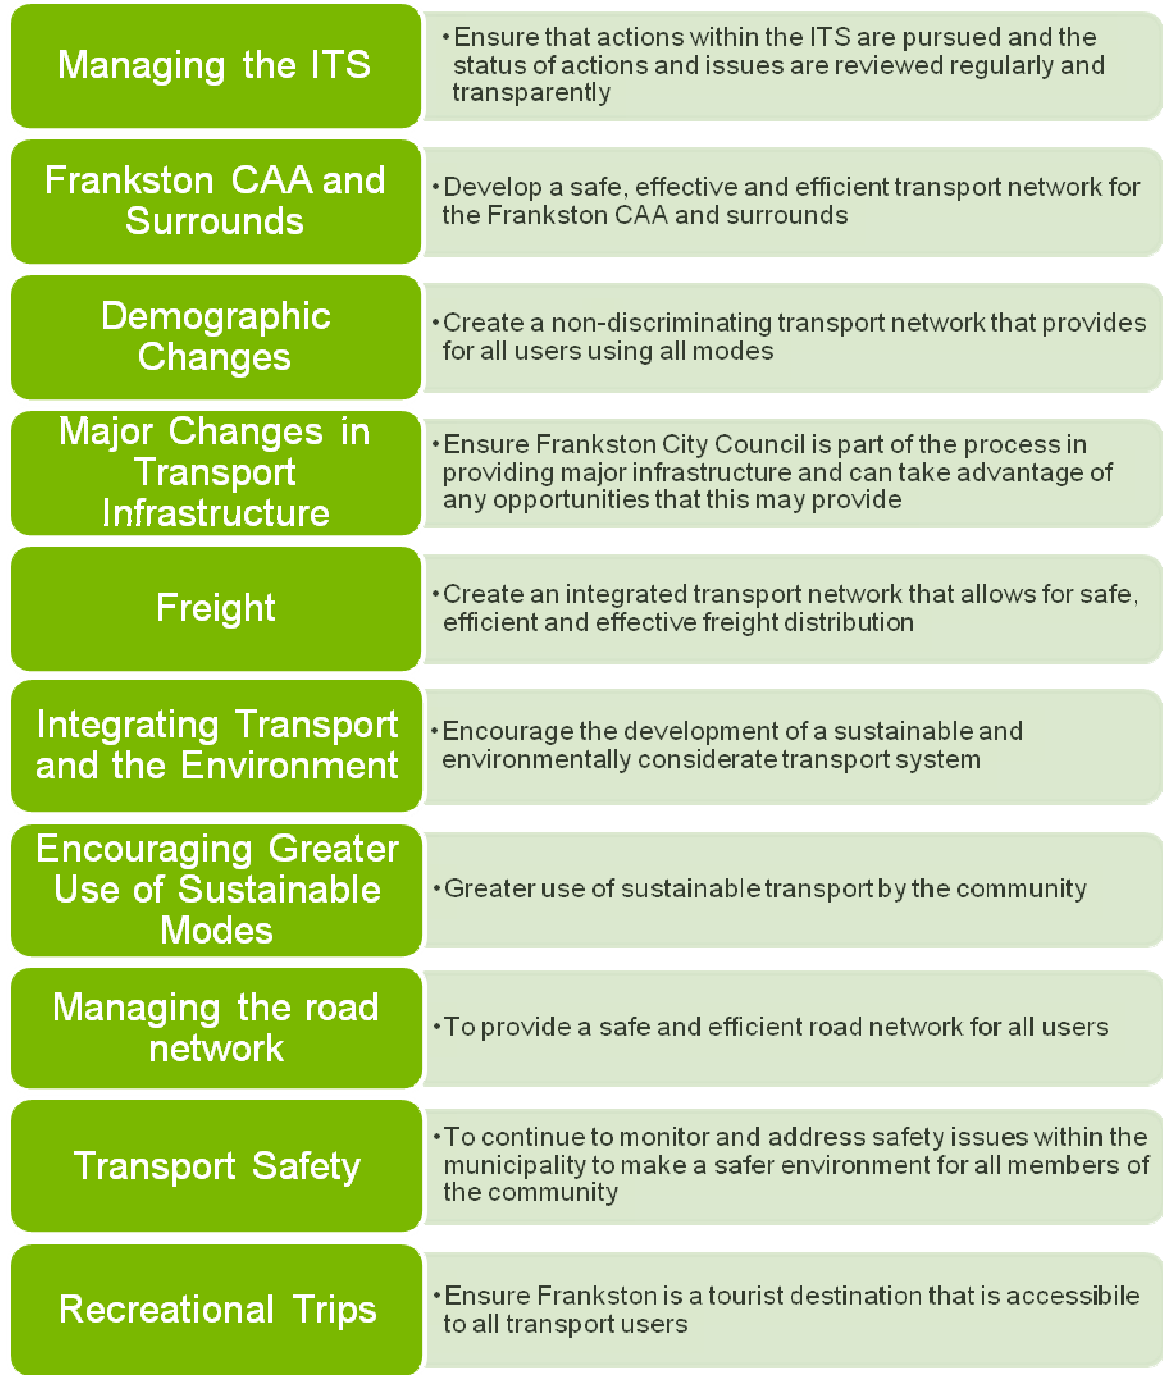 Managing the ITS
•Ensure that actions within the ITS are pursued and the
status of actions and issues are reviewed regularly and
transparently
Frankston CAA and
Surrounds
•Develop a safe, effective and efficient transport network for
the Frankston CAA and surrounds
Demographic
Changes
•Create a non-discriminating transport network that provides
for all users using all modes
Major Changes in
Transport
Infrastructure
•Ensure Frankston City Council is part of the process in
providing major infrastructure and can take advantage of
any opportunities that this may provide
Freight
•Create an integrated transport network that allows for safe,
efficient and effective freight distribution
Integrating Transport
and the Environment
•Encourage the development of a sustainable and
environmentally considerate transport system
Encouraging Greater
Use of Sustainable
Modes
•Greater use of sustainable transport by the community
Managing the road
network
•To provide a safe and efficient road network for all users
Transport Safety
•To continue to monitor and address safety issues within the
municipality to make a safer environment for all members of
the community
Recreational Trips
•Ensure Frankston is a tourist destination that is accessibile
to all transport users